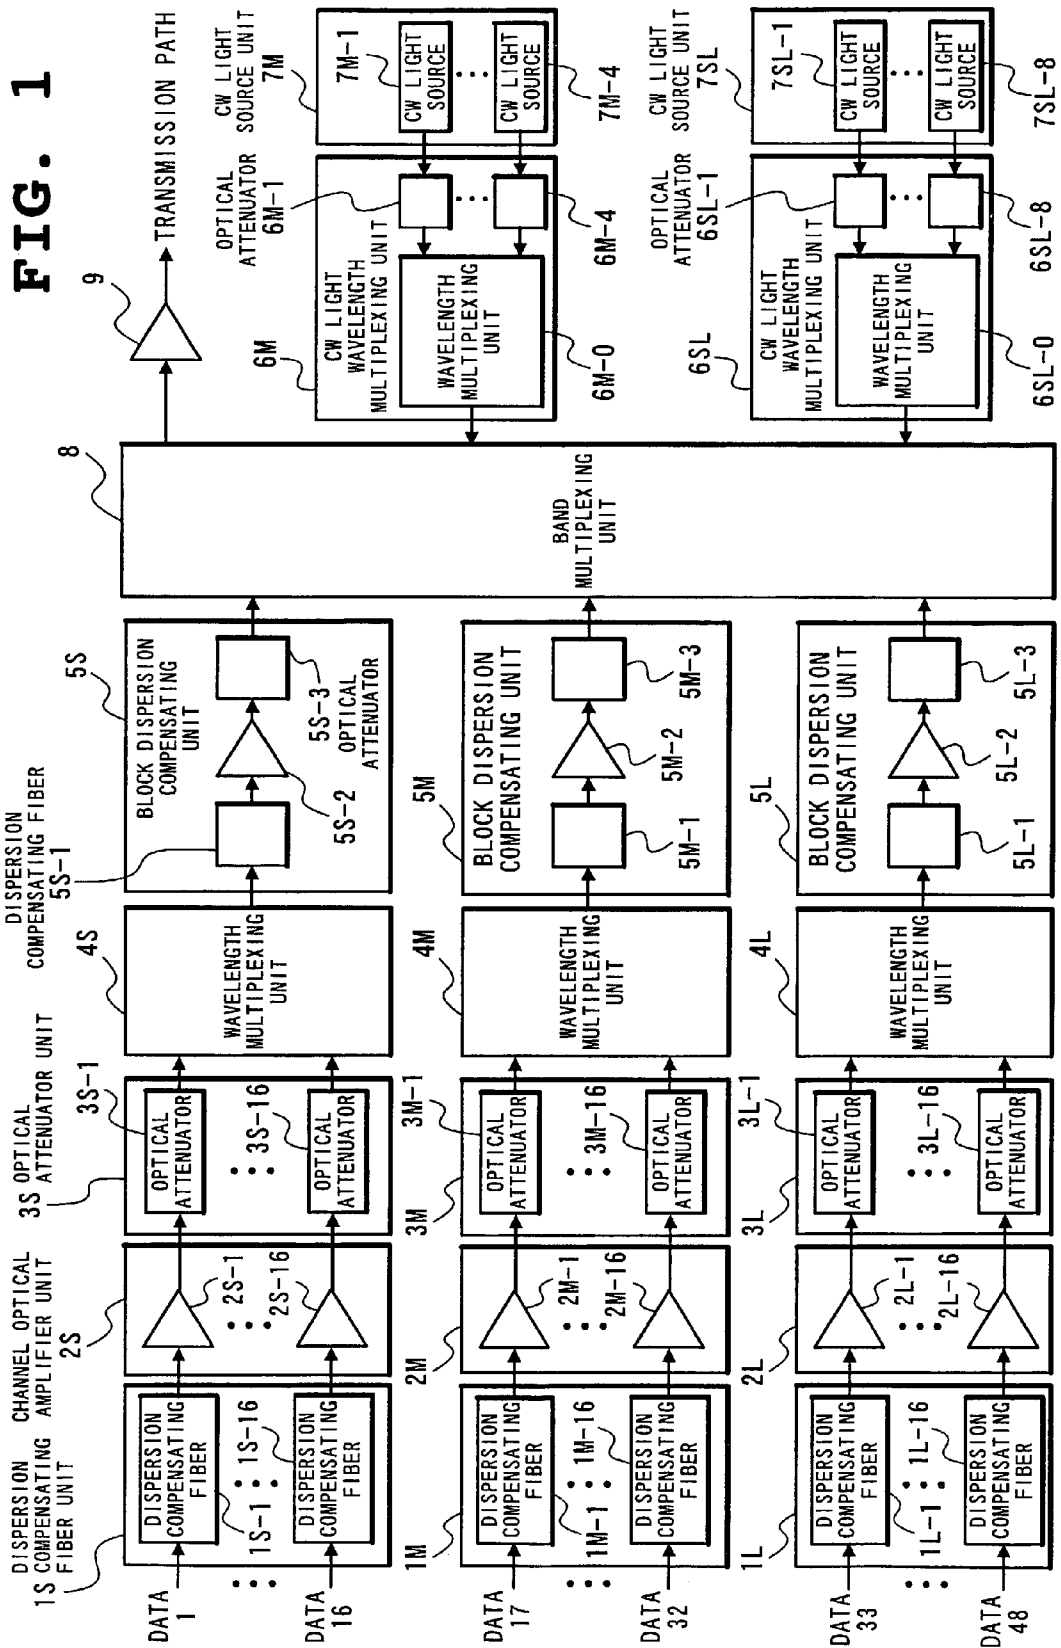 FIG. 1
DISPERSION
COMPENSATING
FIBER UNIT
1S
CHANNEL OPTICAL
AMPLIFIER UNIT
2S
3S OPTICAL
ATTENUATOR UNIT
3S-1
4S
DISPERSION
COMPENSATING FIBER
5S-1
5S
8
9
TRANSMISSION PATH
DATA
1
DISPERSION
COMPENSATING
FIBER
1S-1
1S-16
DISPERSION
COMPENSATING
FIBER
DATA
16
2S-1
2S-16
OPTICAL
ATTENUATOR
3S-16
OPTICAL
ATTENUATOR
WAVELENGTH
MULTIPLEXING
UNIT
BLOCK DISPERSION
COMPENSATING
UNIT
5S-2
5S-3
OPTICAL
ATTENUATOR
BAND
MULTIPLEXING
UNIT
1M
DATA
17
DISPERSION
COMPENSATING
FIBER
1M-1
1M-16
DISPERSION
COMPENSATING
FIBER
DATA
32
2M
2M-1
2M-16
3M
3M-1
OPTICAL
ATTENUATOR
3M-16
OPTICAL
ATTENUATOR
4M
WAVELENGTH
MULTIPLEXING
UNIT
5M
BLOCK DISPERSION
COMPENSATING UNIT
5M-1
5M-2
5M-3
1L
DATA
33
DISPERSION
COMPENSATING
FIBER
1L-1
1L-16
DISPERSION
COMPENSATING
FIBER
DATA
48
2L
2L-1
2L-16
3L
3L-1
OPTICAL
ATTENUATOR
3L-16
OPTICAL
ATTENUATOR
4L
WAVELENGTH
MULTIPLEXING
UNIT
5L
BLOCK DISPERSION
COMPENSATING UNIT
5L-1
5L-2
5L-3
6M
OPTICAL
ATTENUATOR
6M-1
CW LIGHT
SOURCE UNIT
7M
CW LIGHT
WAVELENGTH
MULTIPLEXING UNIT
WAVELENGTH
MULTIPLEXING
UNIT
6M-0
6M-4
7M-1
CW LIGHT
SOURCE
CW LIGHT
SOURCE
7M-4
6SL
OPTICAL
ATTENUATOR
6SL-1
CW LIGHT
SOURCE UNIT
7SL
CW LIGHT
WAVELENGTH
MULTIPLEXING UNIT
WAVELENGTH
MULTIPLEXING
UNIT
6SL-0
6SL-8
7SL-1
CW LIGHT
SOURCE
CW LIGHT
SOURCE
7SL-8